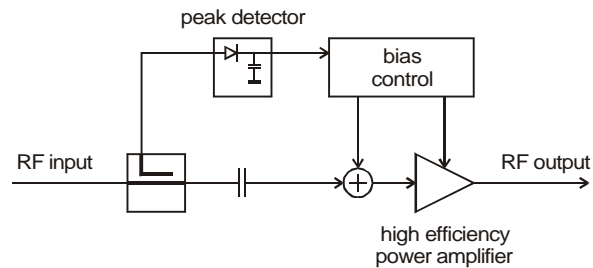 peak detector
bias
control
RF input
RF output
high efficiency
power amplifier